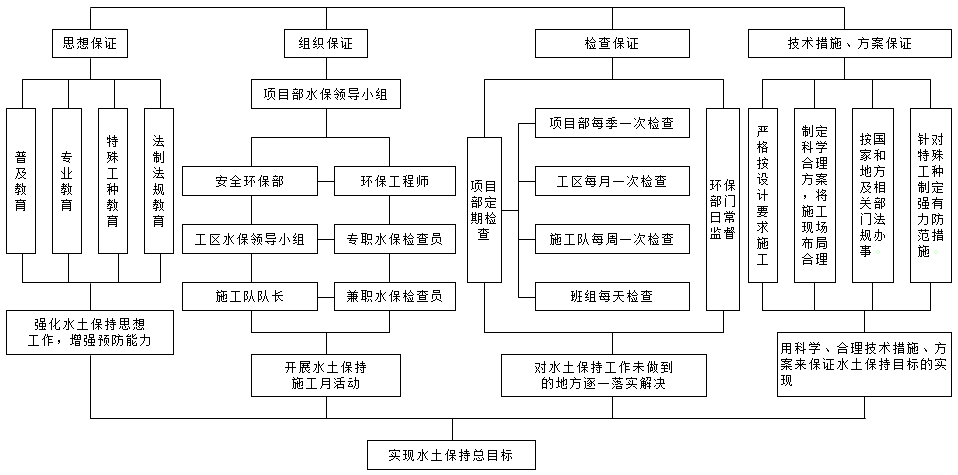 思想保证
组织保证
检查保证
技术措施、方案保证
普及教育
专业教育
特殊工种教育
法制法规教育
强化水土保持思想
工作，增强预防能力
项目部水保领导小组
安全环保部
环保工程师
工区水保领导小组
专职水保检查员
施工队队长
兼职水保检查员
开展水土保持
施工月活动
项目
部定
期检
查
项目部每季一次检查
工区每月一次检查
施工队每周一次检查
班组每天检查
环保
部门
日常
监督
对水土保持工作未做到
的地方逐一落实解决
严格按设计要求施工
制定
科学
合理
方案
，将
施工
现场
布局
合理
按国
家和
地方
及相
关部
门法
规办
事
针对
特殊
工种
制定
强有
力防
范措
施
用科学、合理技术措施、方
案来保证水土保持目标的实
现
实现水土保持总目标